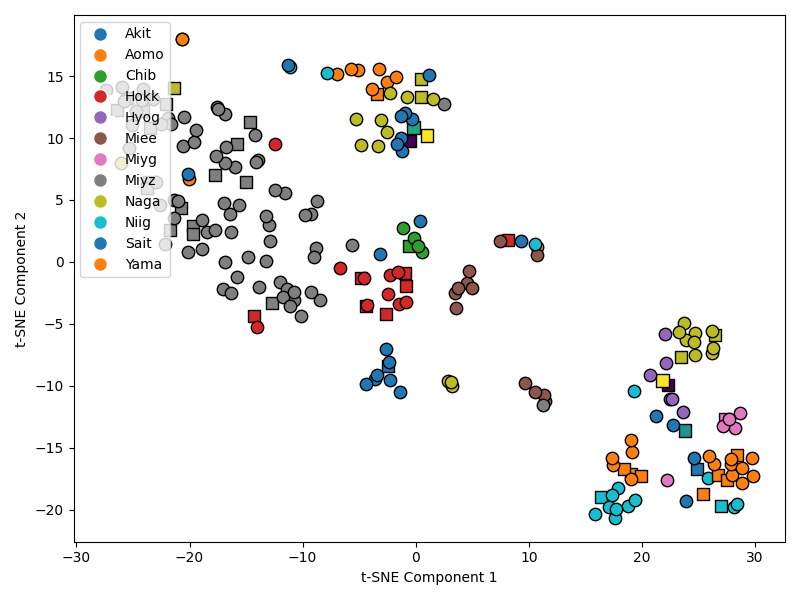 Akit
Aomo
Chib
Hokk
Hyog
Miee
Miyg
Miyz
Naga
Niig
Sait
Yama
15
10
5
0
−5
−10
−15
−20
t-SNE Component 2
−30 −20 −10 0 10 20 30
t-SNE Component 1